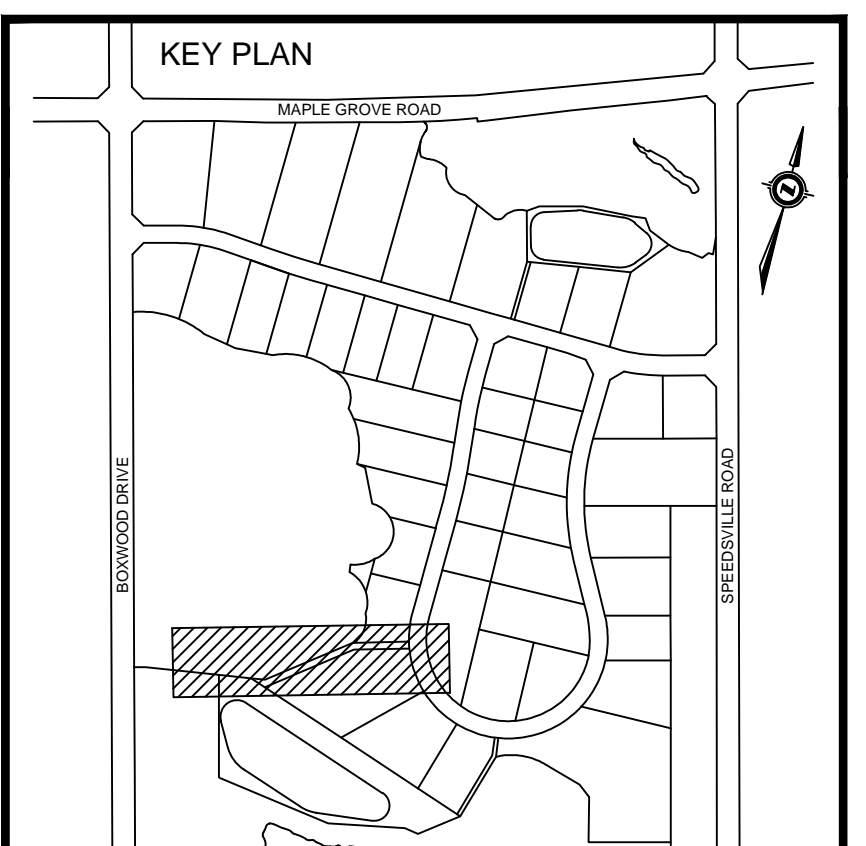 KEY PLAN
MAPLE GROVE ROAD
BOXWOOD DRIVE
SPEEDSVILLE ROAD
N